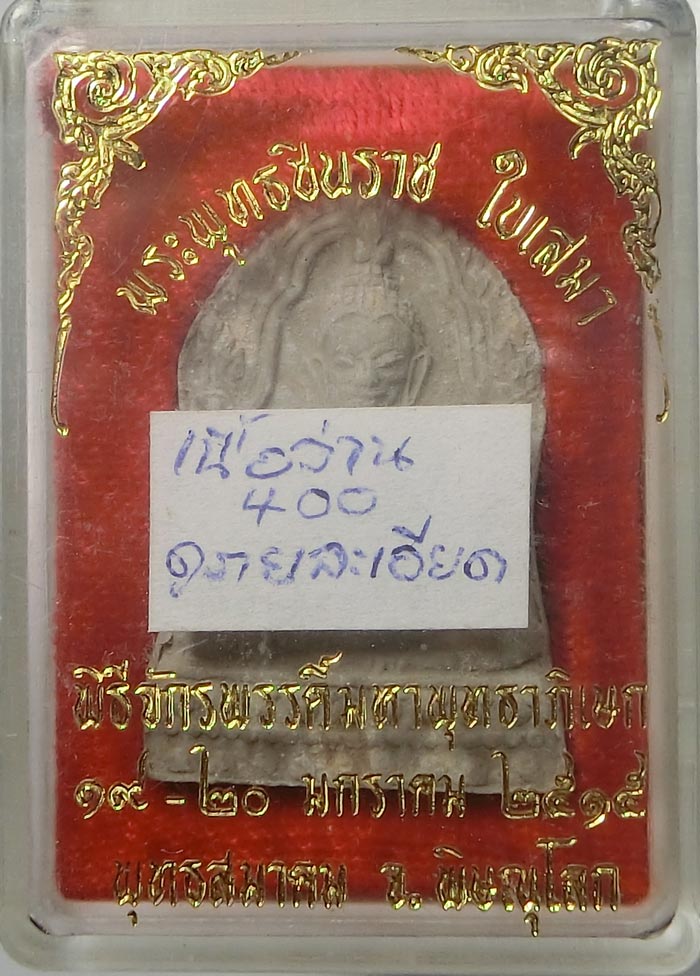 พระพุทธชินราช ใบเสมา
เนื้อว่าน
400
ดูรายละเอียด
พิธีจักรพรรดิ์มหาพุทธาภิเษก
๑๙-๒๐ มกราคม ๒๕๑๕
พุทธสมาคม จ. พิษณุโลก